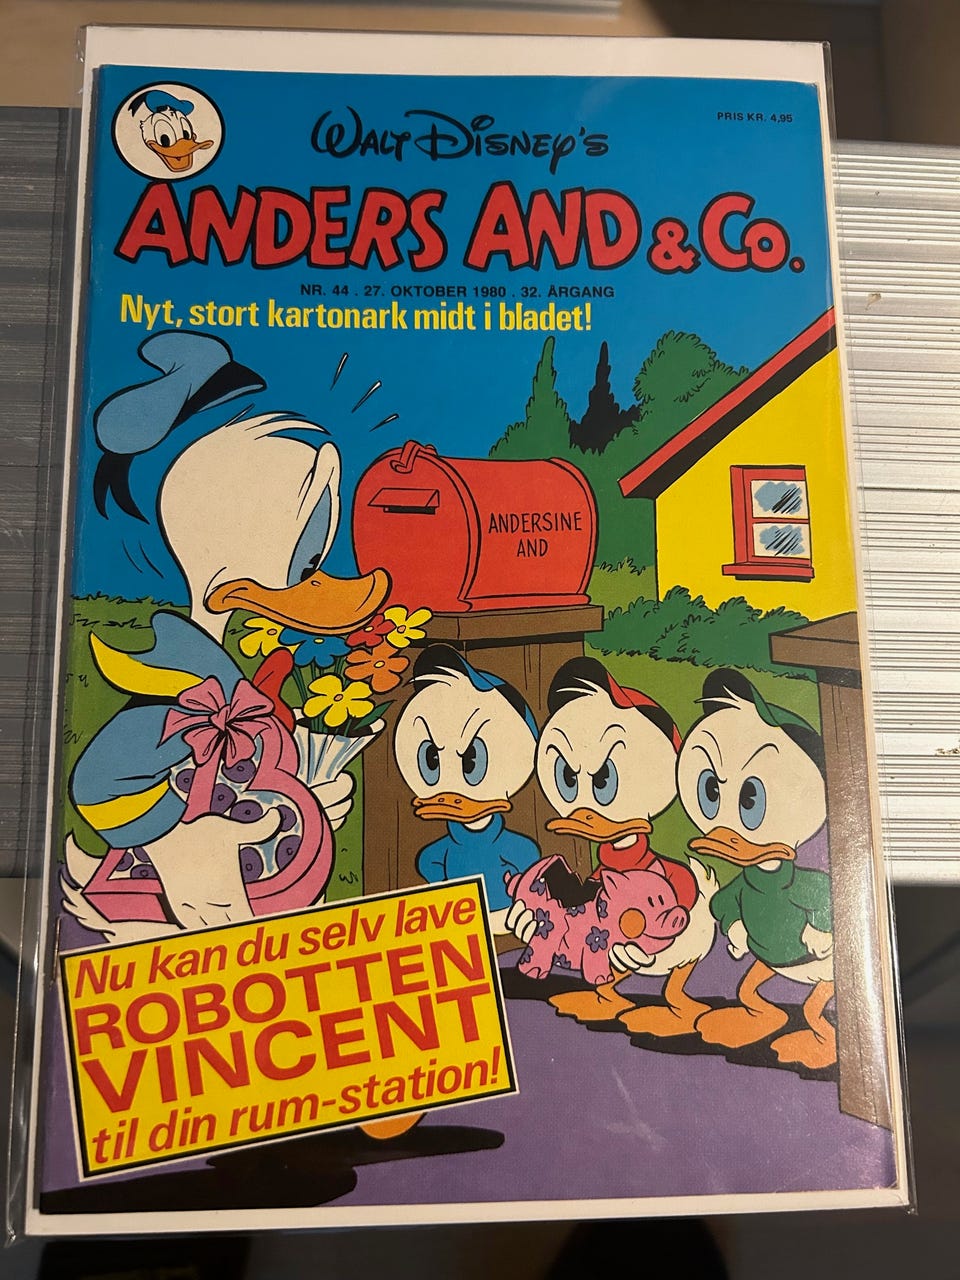 PRIS KR. 4,95
WALT DISNEY'S
ANDERS AND & CO.
NR. 44 . 27. OKTOBER 1980 . 32. ÅRGANG
Nyt, stort kartonark midt i bladet!
ANDERSINE
AND
Nu kan du selv lave
ROBOTTEN
VINCENT
til din rum-station!